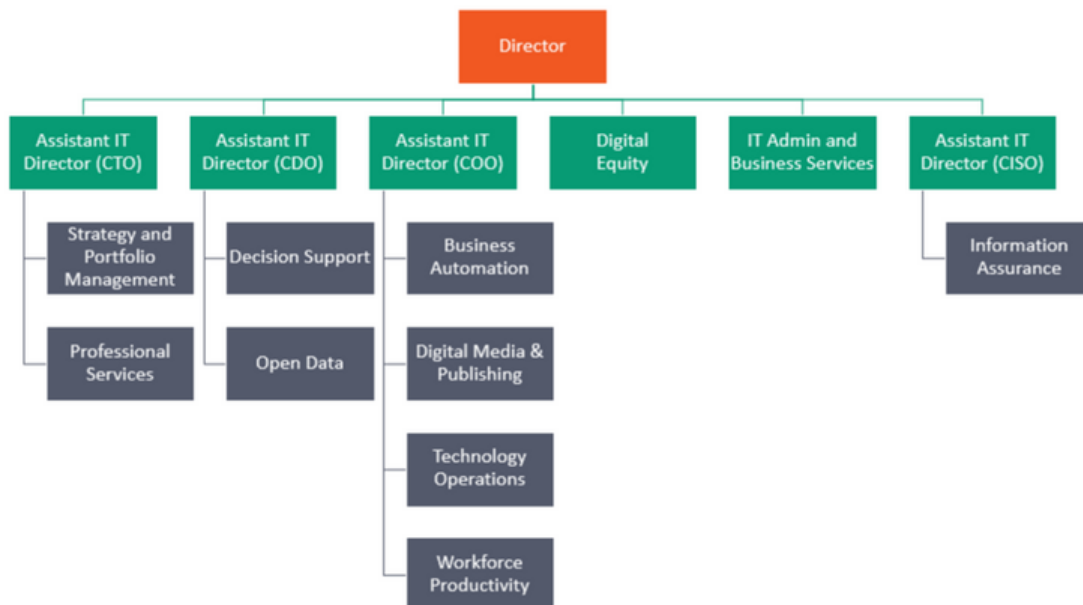 Director
Assistant IT
Director (CTO)
Assistant IT
Director (CDO)
Assistant IT
Director (COO)
Digital
Equity
IT Admin and
Business Services
Assistant IT
Director (CISO)
Strategy and
Portfolio
Management
Professional
Services
Decision Support
Open Data
Business
Automation
Digital Media &
Publishing
Technology
Operations
Workforce
Productivity
Information
Assurance